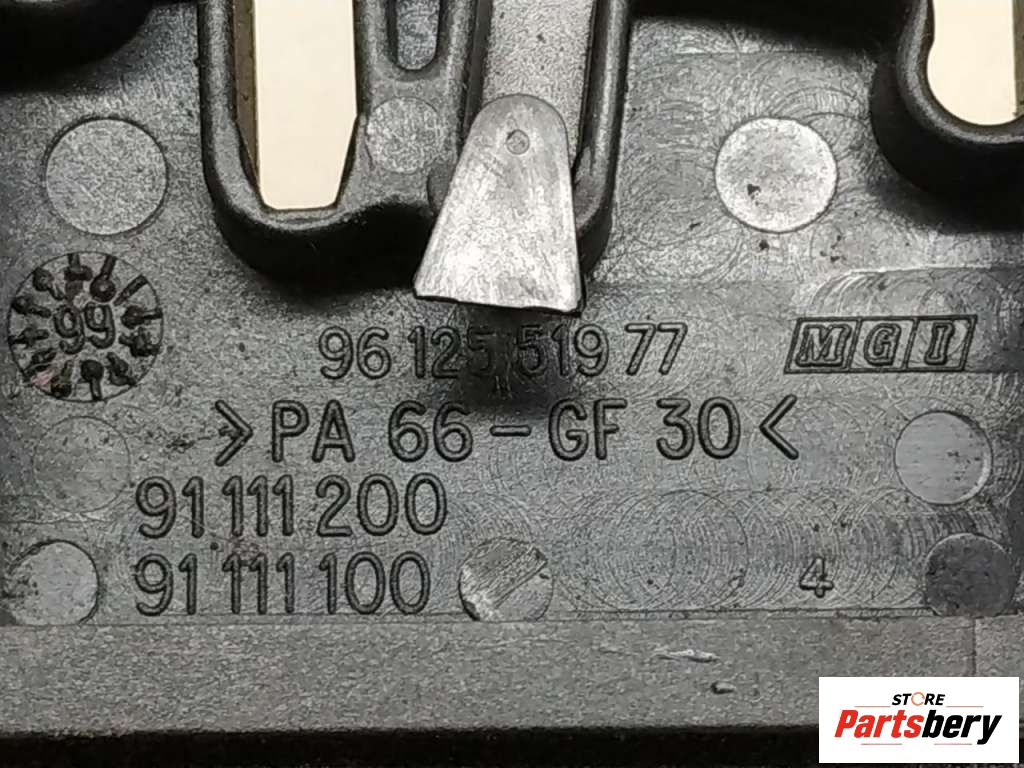 99
96 125 519 77
MGI
>PA 66-GF 30<
91 111 200
91 111 100
4
STORE
Partsbery